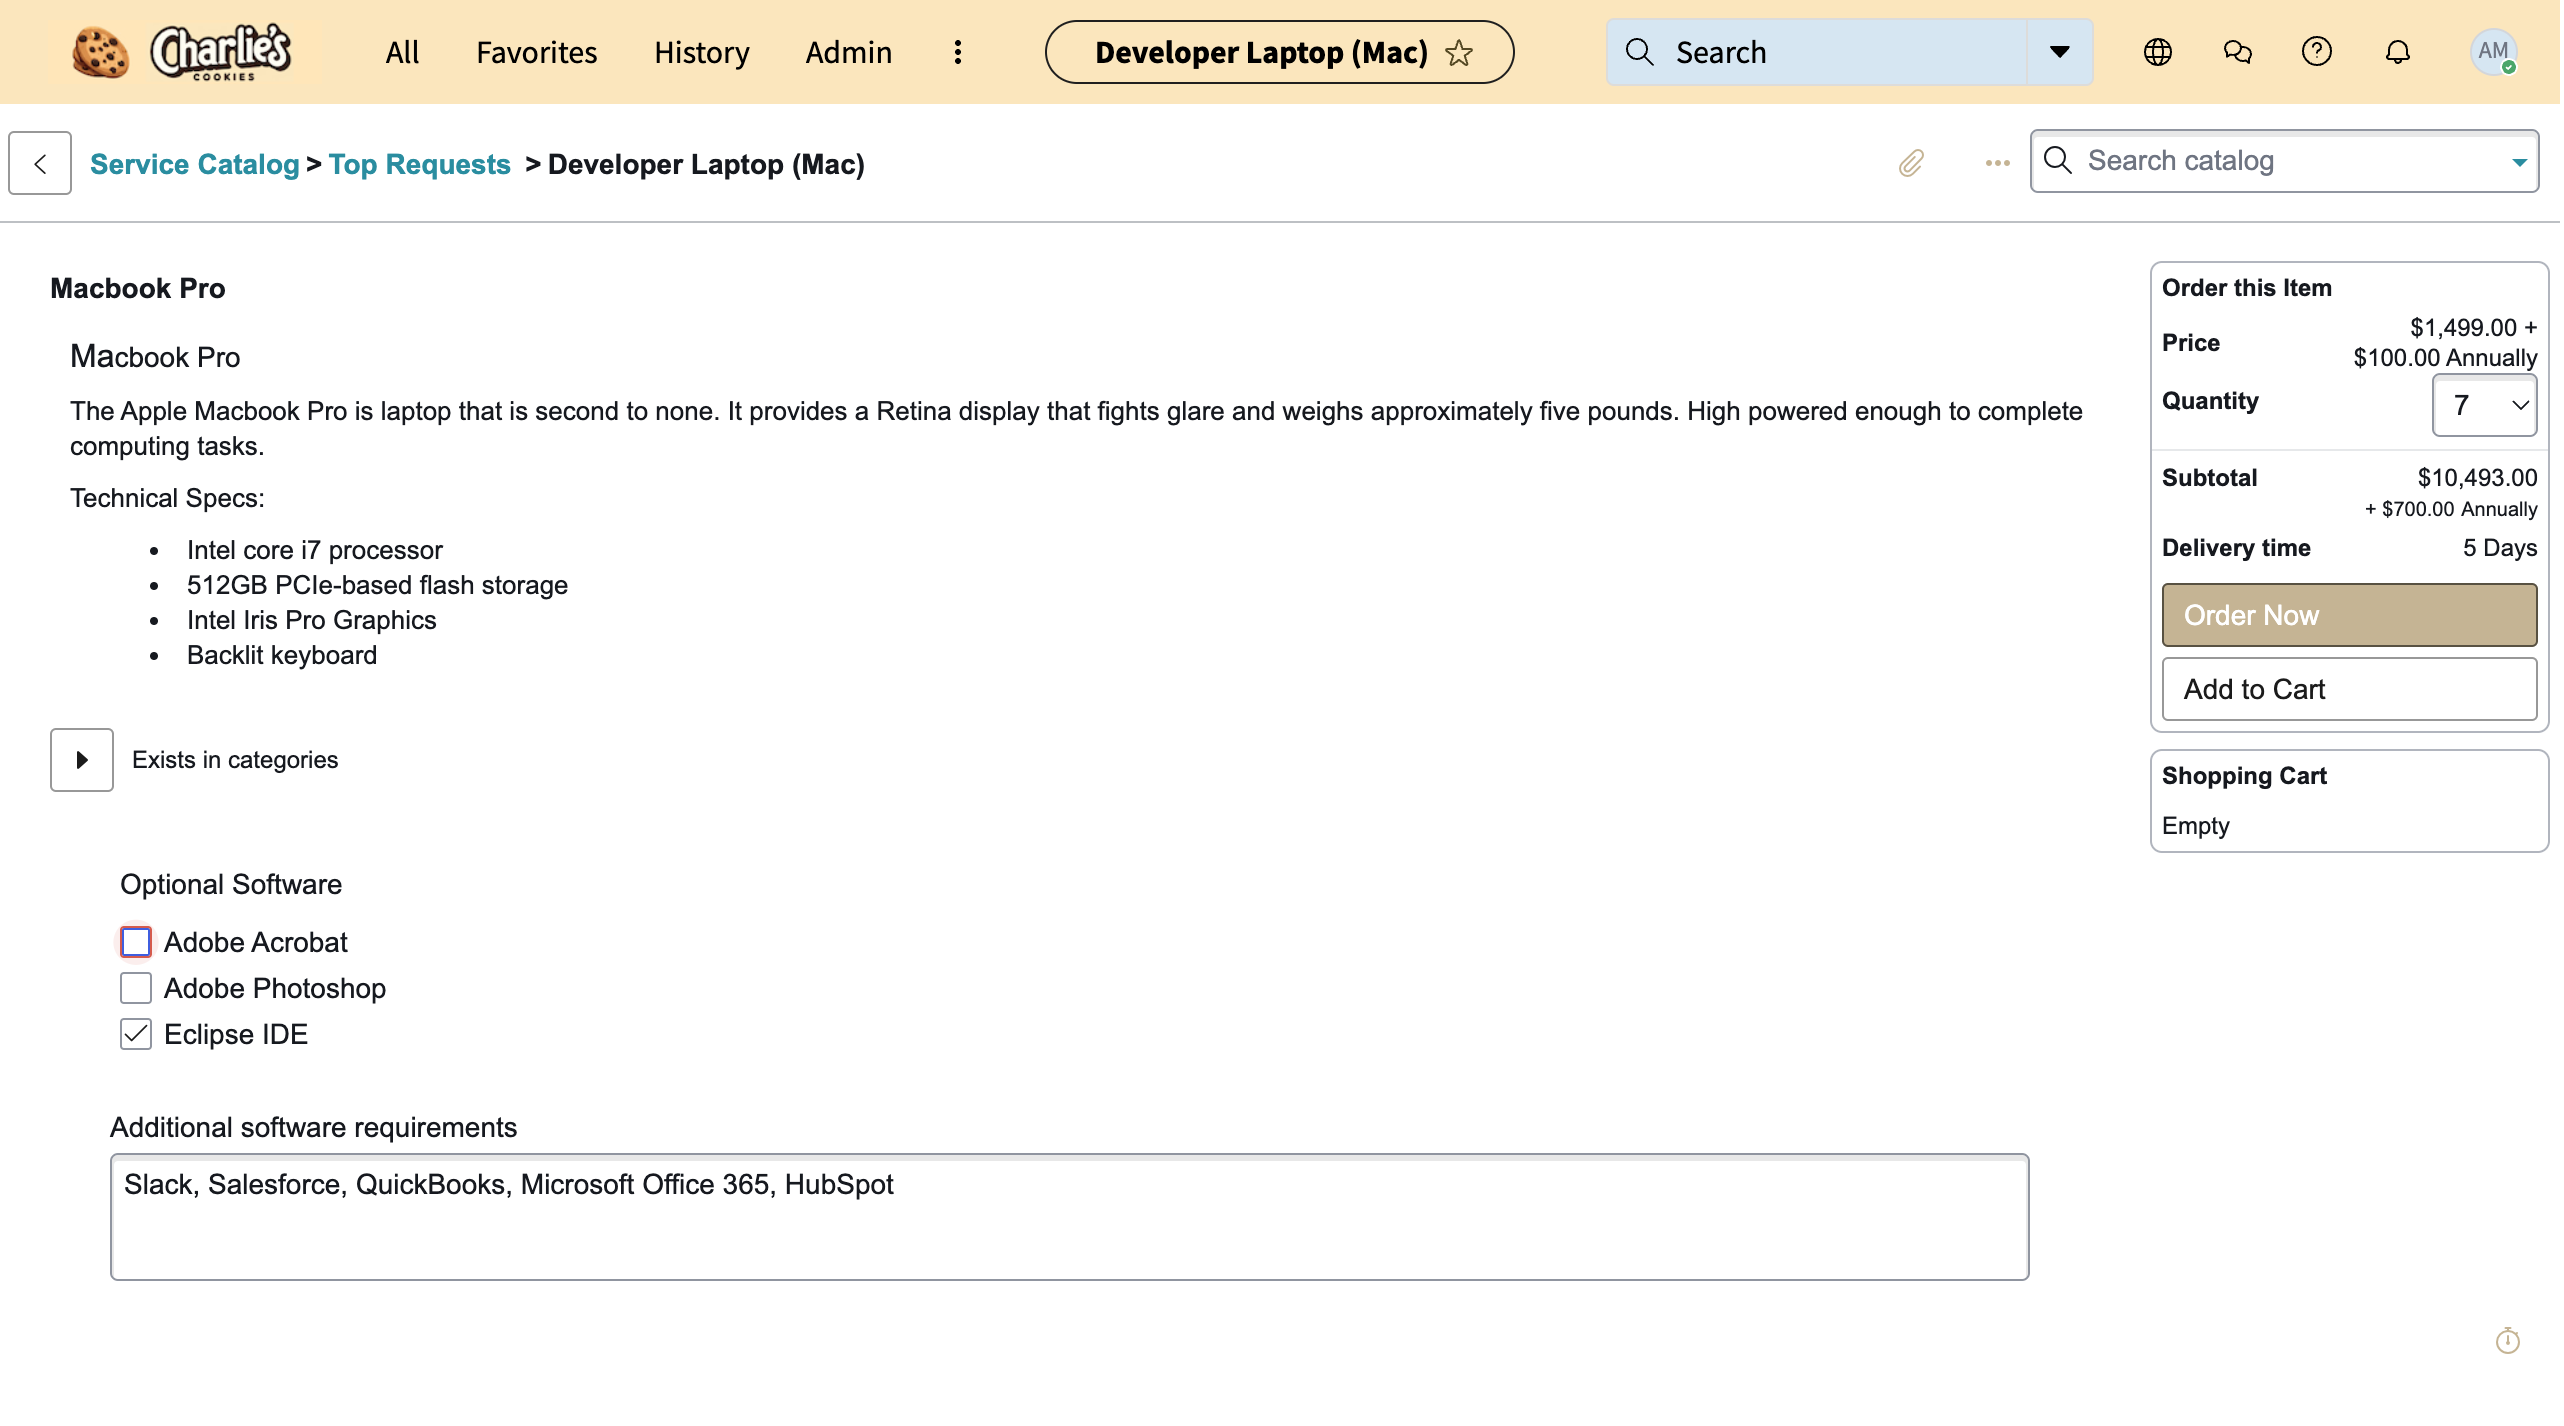 Charlie's
COOKIES
All
Favorites
History
Admin
Developer Laptop (Mac)
Search
AM
Service Catalog > Top Requests > Developer Laptop (Mac)
Search catalog
Macbook Pro
Macbook Pro
The Apple Macbook Pro is laptop that is second to none. It provides a Retina display that fights glare and weighs approximately five pounds. High powered enough to complete
computing tasks.
Technical Specs:
Intel core i7 processor
512GB PCIe-based flash storage
Intel Iris Pro Graphics
Backlit keyboard
Exists in categories
Optional Software
Adobe Acrobat
Adobe Photoshop
Eclipse IDE
Additional software requirements
Slack, Salesforce, QuickBooks, Microsoft Office 365, HubSpot
Order this Item
Price $1,499.00 +
$100.00 Annually
Quantity 7
Subtotal $10,493.00
+ $700.00 Annually
Delivery time 5 Days
Order Now
Add to Cart
Shopping Cart
Empty